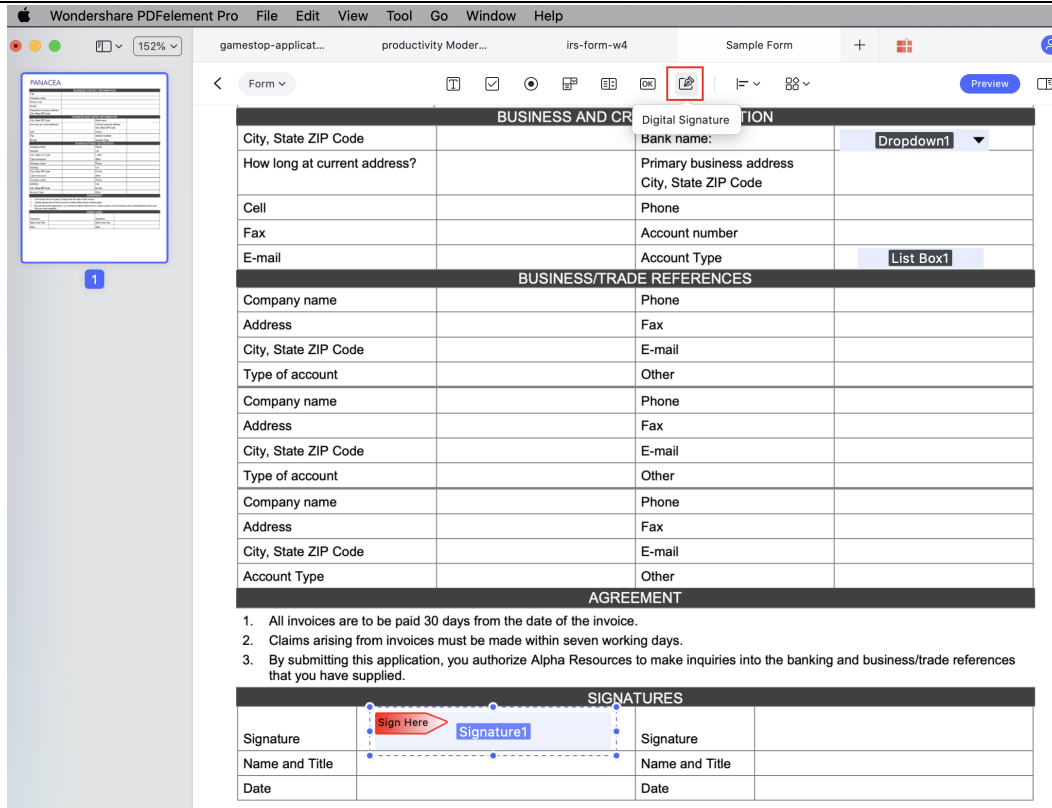 Wondershare PDFelement Pro File Edit View Tool Go Window Help
152%
gamestop-applicat... productivity Moder... irs-form-w4 Sample Form +
Form
T OK Preview
Digital Signature
PANACEA
1
BUSINESS AND CR TION
City, State ZIP Code Bank name: Dropdown1
How long at current address? Primary business address
City, State ZIP Code
Cell Phone
Fax Account number
E-mail Account Type List Box1
BUSINESS/TRADE REFERENCES
Company name Phone
Address Fax
City, State ZIP Code E-mail
Type of account Other
Company name Phone
Address Fax
City, State ZIP Code E-mail
Type of account Other
Company name Phone
Address Fax
City, State ZIP Code E-mail
Account Type Other
AGREEMENT
1. All invoices are to be paid 30 days from the date of the invoice.
2. Claims arising from invoices must be made within seven working days.
3. By submitting this application, you authorize Alpha Resources to make inquiries into the banking and business/trade references
that you have supplied.
SIGNATURES
Sign Here
Signature1
Signature Signature
Name and Title Name and Title
Date Date